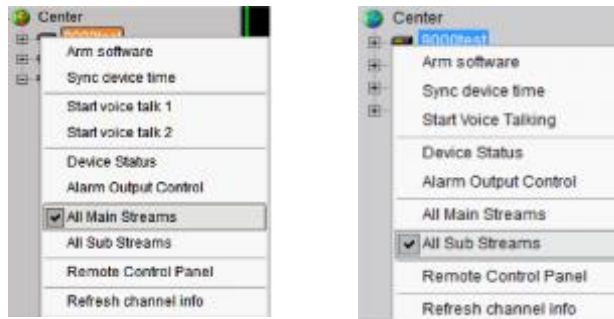 Center
9000test
Arm software
Sync device time
Start voice talk 1
Start voice talk 2
Device Status
Alarm Output Control
All Main Streams
All Sub Streams
Remote Control Panel
Refresh channel info
Center
9000test
Arm software
Sync device time
Start Voice Talking
Device Status
Alarm Output Control
All Main Streams
All Sub Streams
Remote Control Panel
Refresh channel info